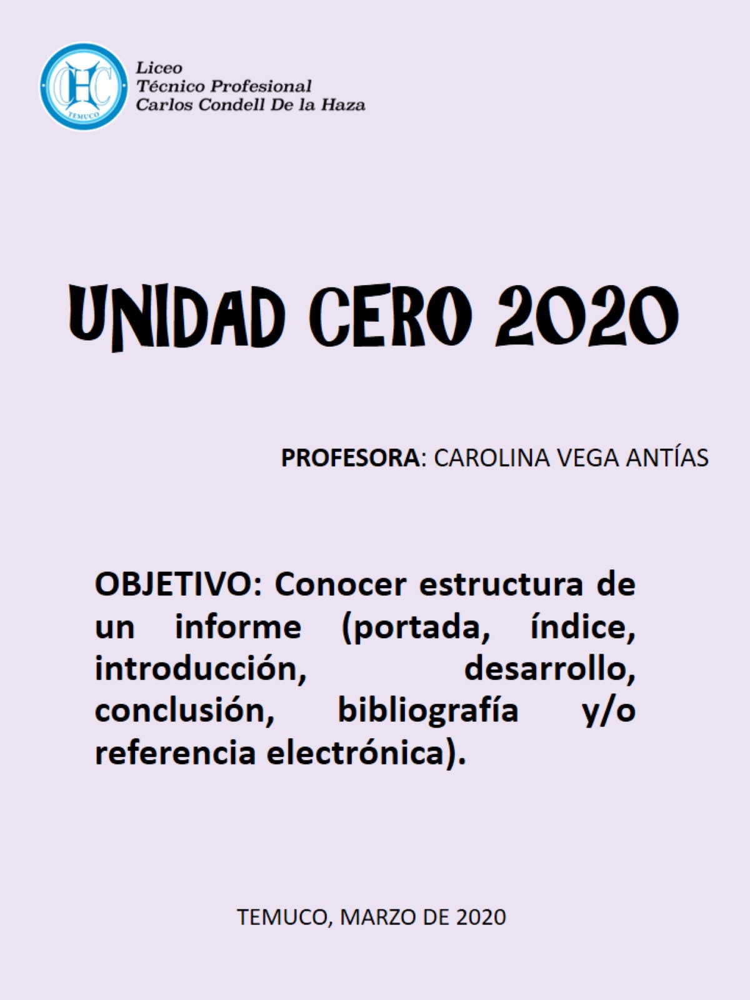 CHC
TEMUCO
Liceo
Técnico Profesional
Carlos Condell De la Haza
UNIDAD CERO 2020
PROFESORA: CAROLINA VEGA ANTÍAS
OBJETIVO: Conocer estructura de
un informe (portada, índice,
introducción, desarrollo,
conclusión, bibliografía y/o
referencia electrónica).
TEMUCO, MARZO DE 2020